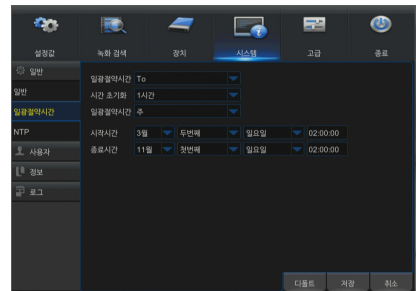 설정값 녹화 검색 장치 시스템 고급 종료
일반
일반
일광절약시간
NTP
사용자
정보
로그
일광절약시간 To
시간 초기화 1시간
일광절약시간 주
시작시간 3월 두번째 일요일 02:00:00
종료시간 11월 첫번째 일요일 02:00:00
디폴트 저장 취소